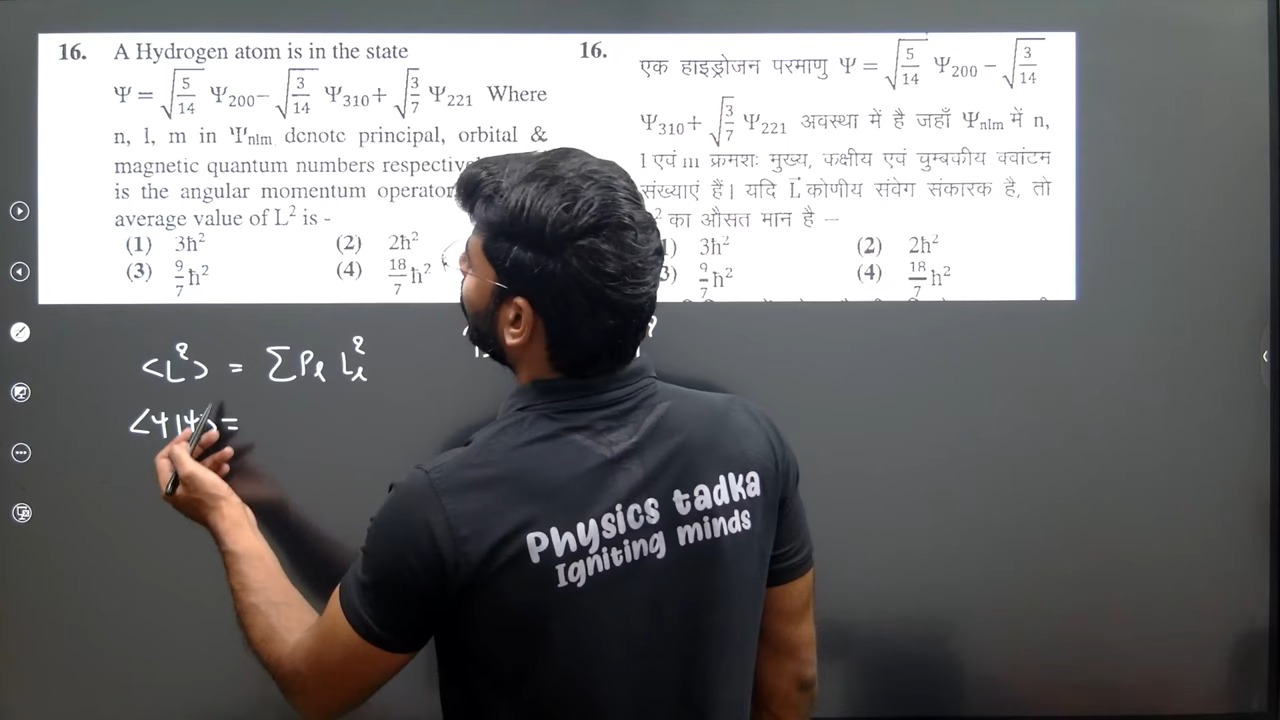 16. A Hydrogen atom is in the state
Ψ = √(5/14) Ψ200 − √(3/14) Ψ310 + √(3/7) Ψ221 Where
n, l, m in Ψnlm denote principal, orbital &
magnetic quantum numbers
is the angular momentum operator
average value of L² is -
(1) 3ħ² (2) 2ħ²
(3) 9/7 ħ² (4) 18/7 ħ²
16. एक हाइड्रोजन परमाणु Ψ = √(5/14) Ψ200 − √(3/14)
Ψ310 + √(3/7) Ψ221 अवस्था में है जहाँ Ψnlm में n,
l एवं m क्रमशः मुख्य, कक्षीय एवं चुम्बकीय क्वांटम
संख्याएं हैं। यदि L⃗ कोणीय संवेग संकारक है, तो
² का औसत मान है –
1) 3ħ² (2) 2ħ²
3) 9/7 ħ² (4) 18/7 ħ²
<L²> = ΣPℓ Lℓ²
<ψ|ψ> =
Physics tadka
Igniting minds